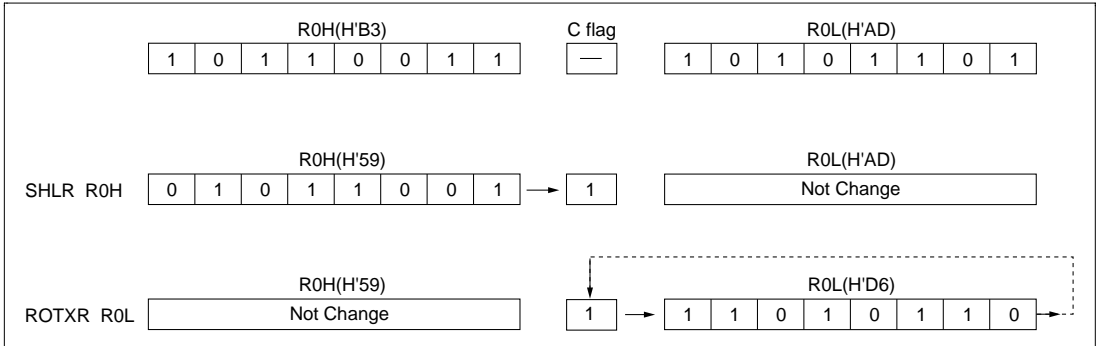 R0H(H'B3) C flag R0L(H'AD)
1 0 1 1 0 0 1 1 — 1 0 1 0 1 1 0 1
R0H(H'59) R0L(H'AD)
SHLR R0H 0 1 0 1 1 0 0 1 1 Not Change
R0H(H'59) R0L(H'D6)
ROTXR R0L Not Change 1 1 1 0 1 0 1 1 0